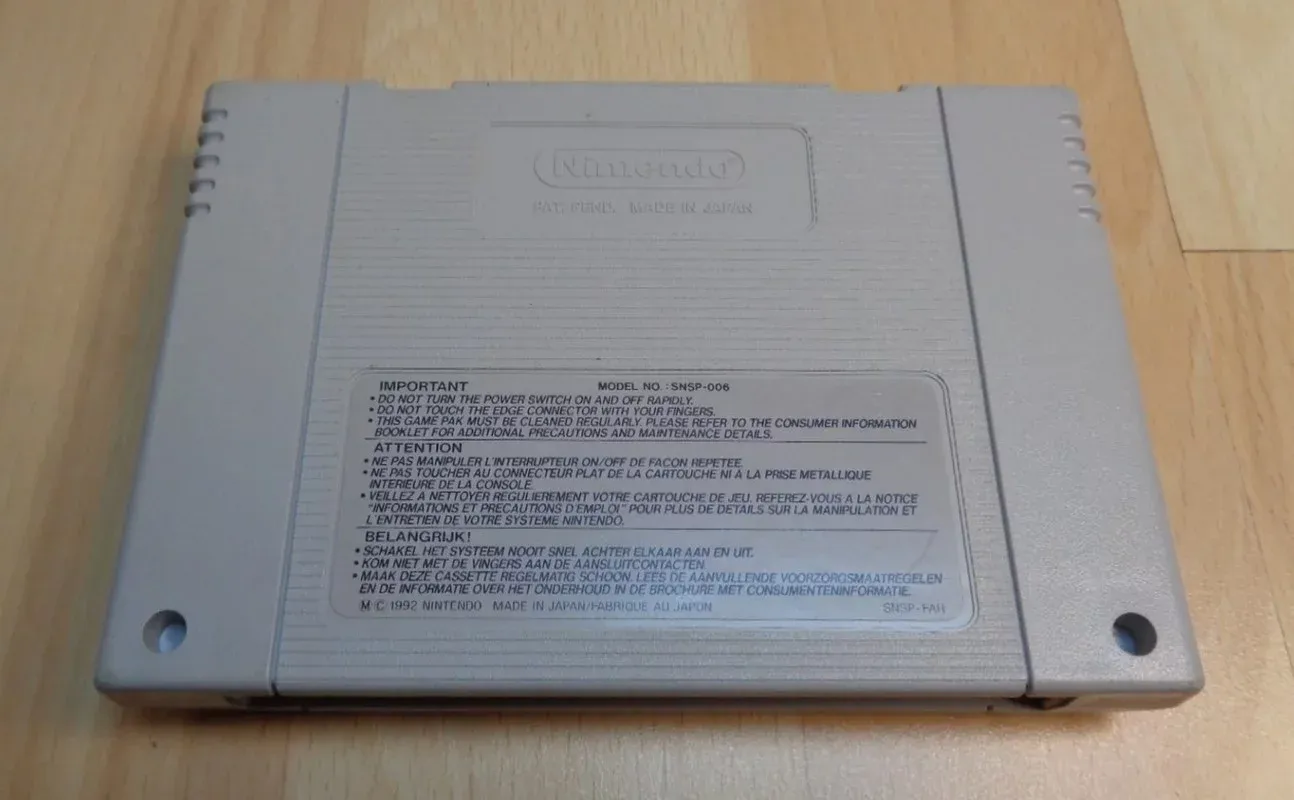 Nintendo®
PAT. PEND. MADE IN JAPAN
IMPORTANT MODEL NO.: SNSP-006
• DO NOT TURN THE POWER SWITCH ON AND OFF RAPIDLY.
• DO NOT TOUCH THE EDGE CONNECTOR WITH YOUR FINGERS.
• THIS GAME PAK MUST BE CLEANED REGULARLY. PLEASE REFER TO THE CONSUMER INFORMATION
BOOKLET FOR ADDITIONAL PRECAUTIONS AND MAINTENANCE DETAILS.
ATTENTION
• NE PAS MANIPULER L'INTERRUPTEUR ON/OFF DE FACON REPETEE.
• NE PAS TOUCHER AU CONNECTEUR PLAT DE LA CARTOUCHE NI A LA PRISE METALLIQUE
INTERIEURE DE LA CONSOLE.
• VEILLEZ A NETTOYER REGULIEREMENT VOTRE CARTOUCHE DE JEU. REFEREZ-VOUS A LA NOTICE
"INFORMATIONS ET PRECAUTIONS D'EMPLOI" POUR PLUS DE DETAILS SUR LA MANIPULATION ET
L'ENTRETIEN DE VOTRE SYSTEME NINTENDO.
BELANGRIJK!
• SCHAKEL HET SYSTEEM NOOIT SNEL ACHTER ELKAAR AAN EN UIT.
• KOM NIET MET DE VINGERS AAN DE AANSLUITCONTACTEN.
• MAAK DEZE CASSETTE REGELMATIG SCHOON. LEES DE AANVULLENDE VOORZORGSMAATREGELEN
EN DE INFORMATIE OVER HET ONDERHOUD IN DE BROCHURE MET CONSUMENTENINFORMATIE.
M C 1992 NINTENDO MADE IN JAPAN/FABRIQUE AU JAPON SNSP-FAH